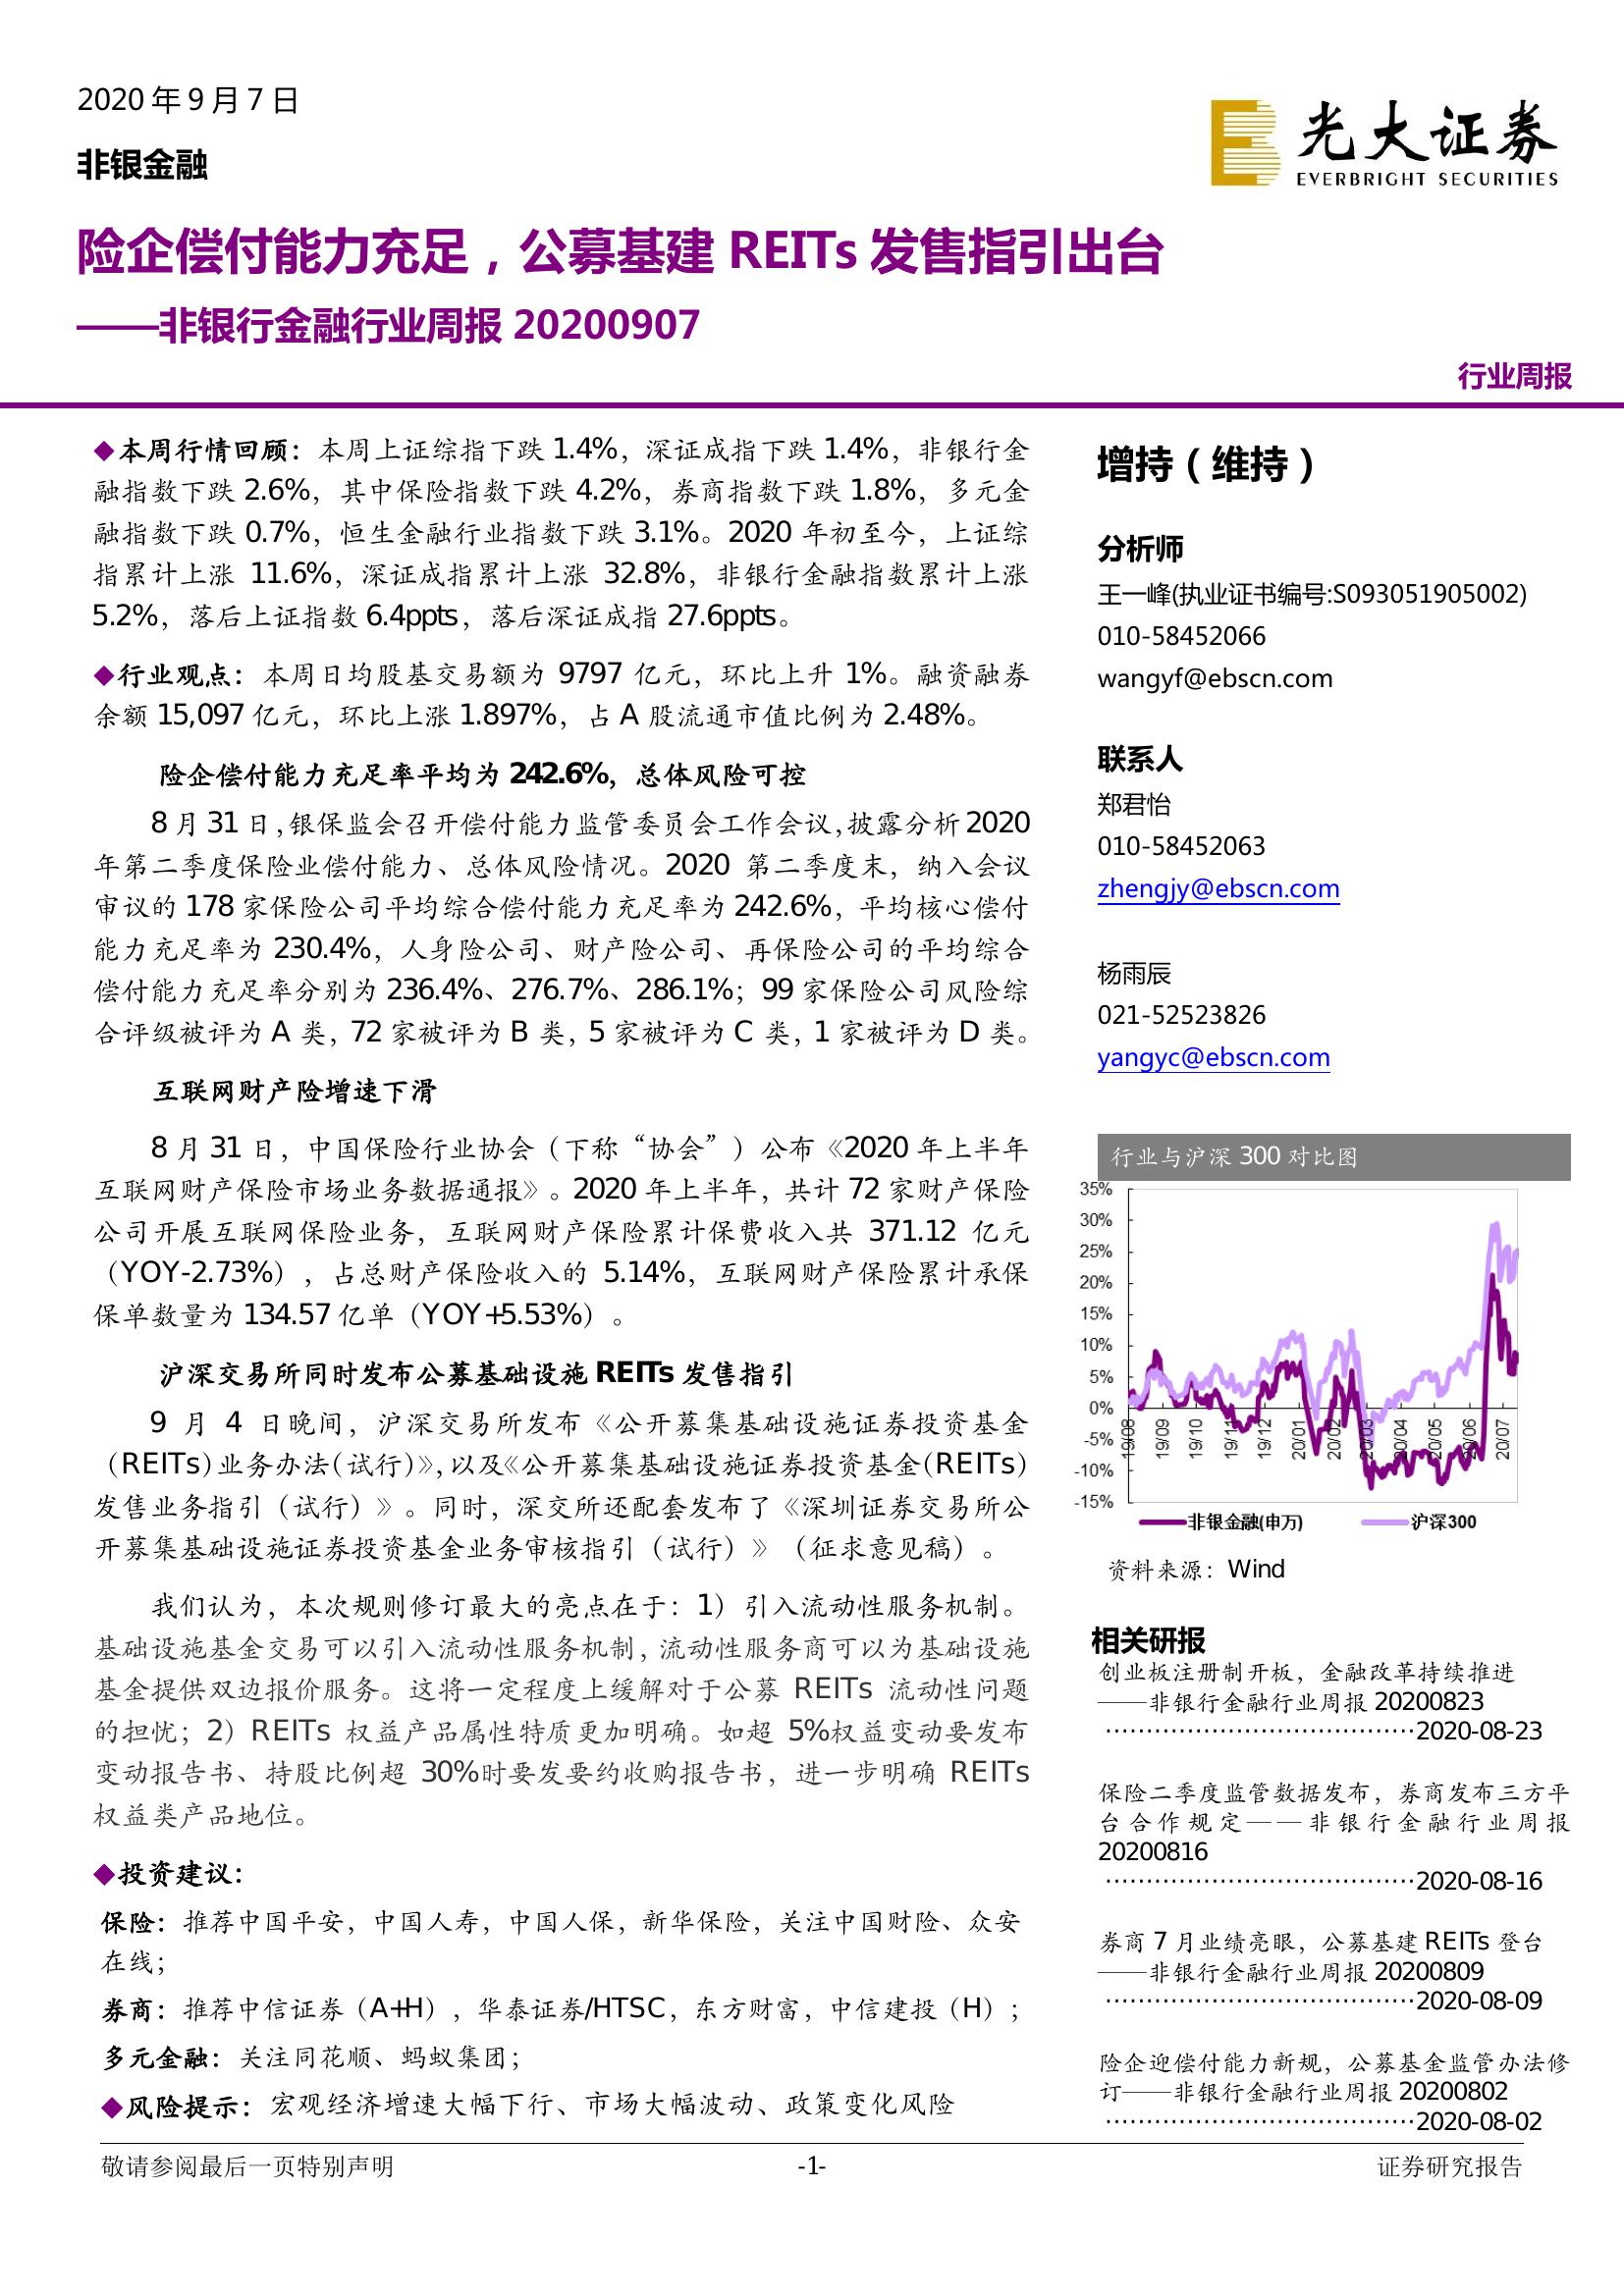 2020 年 9 月 7 日
非银金融
光大证券
EVERBRIGHT SECURITIES
险企偿付能力充足，公募基建 REITs 发售指引出台
——非银行金融行业周报 20200907
行业周报
◆本周行情回顾：本周上证综指下跌 1.4%，深证成指下跌 1.4%，非银行金
融指数下跌 2.6%，其中保险指数下跌 4.2%，券商指数下跌 1.8%，多元金
融指数下跌 0.7%，恒生金融行业指数下跌 3.1%。2020 年初至今，上证综
指累计上涨 11.6%，深证成指累计上涨 32.8%，非银行金融指数累计上涨
5.2%，落后上证指数 6.4ppts，落后深证成指 27.6ppts。
◆行业观点：本周日均股基交易额为 9797 亿元，环比上升 1%。融资融券
余额 15,097 亿元，环比上涨 1.897%，占 A 股流通市值比例为 2.48%。
险企偿付能力充足率平均为 242.6%，总体风险可控
8 月 31 日，银保监会召开偿付能力监管委员会工作会议，披露分析 2020
年第二季度保险业偿付能力、总体风险情况。2020 第二季度末，纳入会议
审议的 178 家保险公司平均综合偿付能力充足率为 242.6%，平均核心偿付
能力充足率为 230.4%，人身险公司、财产险公司、再保险公司的平均综合
偿付能力充足率分别为 236.4%、276.7%、286.1%；99 家保险公司风险综
合评级被评为 A 类，72 家被评为 B 类，5 家被评为 C 类，1 家被评为 D 类。
互联网财产险增速下滑
8 月 31 日，中国保险行业协会（下称“协会”）公布《2020 年上半年
互联网财产保险市场业务数据通报》。2020 年上半年，共计 72 家财产保险
公司开展互联网保险业务，互联网财产保险累计保费收入共 371.12 亿元
（YOY-2.73%），占总财产保险收入的 5.14%，互联网财产保险累计承保
保单数量为 134.57 亿单（YOY+5.53%）。
沪深交易所同时发布公募基础设施 REITs 发售指引
9 月 4 日晚间，沪深交易所发布《公开募集基础设施证券投资基金
（REITs）业务办法（试行）》，以及《公开募集基础设施证券投资基金（REITs）
发售业务指引（试行）》。同时，深交所还配套发布了《深圳证券交易所公
开募集基础设施证券投资基金业务审核指引（试行）》（征求意见稿）。
我们认为，本次规则修订最大的亮点在于：1）引入流动性服务机制。
基础设施基金交易可以引入流动性服务机制，流动性服务商可以为基础设施
基金提供双边报价服务。这将一定程度上缓解对于公募 REITs 流动性问题
的担忧；2）REITs 权益产品属性特质更加明确。如超 5%权益变动要发布
变动报告书、持股比例超 30%时要发要约收购报告书，进一步明确 REITs
权益类产品地位。
◆投资建议：
保险：推荐中国平安，中国人寿，中国人保，新华保险，关注中国财险、众安
在线；
券商：推荐中信证券（A+H），华泰证券/HTSC，东方财富，中信建投（H）；
多元金融：关注同花顺、蚂蚁集团；
◆风险提示：宏观经济增速大幅下行、市场大幅波动、政策变化风险
增持（维持）
分析师
王一峰(执业证书编号:S093051905002)
010-58452066
wangyf@ebscn.com
联系人
郑君怡
010-58452063
zhengjy@ebscn.com
杨雨辰
021-52523826
yangyc@ebscn.com
行业与沪深 300 对比图
35%
30%
25%
20%
15%
10%
5%
0%
-5%
-10%
-15%
19/08 19/09 19/10 19/11 19/12 20/01 20/02 20/03 20/04 20/05 20/06 20/07
非银金融(申万) 沪深300
资料来源：Wind
相关研报
创业板注册制开板，金融改革持续推进
——非银行金融行业周报 20200823
……………………………………2020-08-23
保险二季度监管数据发布，券商发布三方平
台合作规定——非银行金融行业周报
20200816
……………………………………2020-08-16
券商 7 月业绩亮眼，公募基建 REITs 登台
——非银行金融行业周报 20200809
……………………………………2020-08-09
险企迎偿付能力新规，公募基金监管办法修
订——非银行金融行业周报 20200802
……………………………………2020-08-02
敬请参阅最后一页特别声明
-1-
证券研究报告